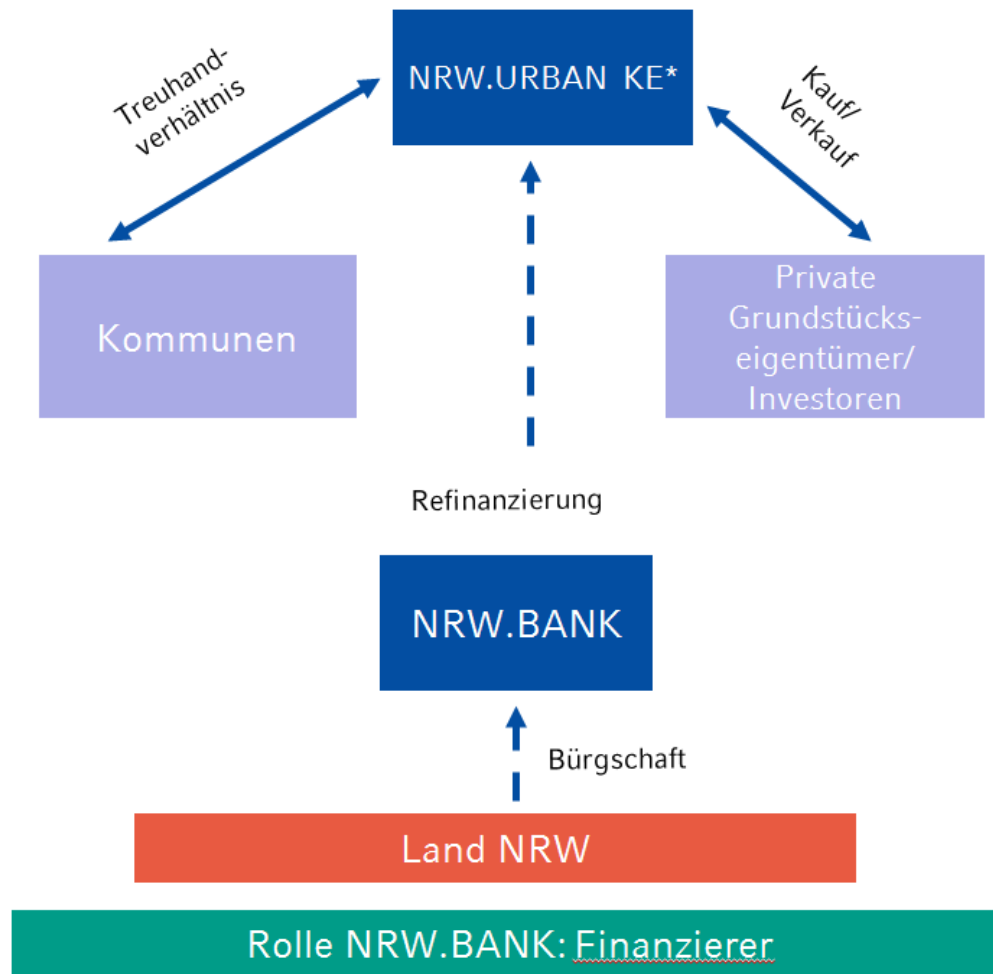 NRW.URBAN KE*
Treuhand-
verhältnis
Kauf/
Verkauf
Kommunen
Private
Grundstücks-
eigentümer/
Investoren
Refinanzierung
NRW.BANK
Bürgschaft
Land NRW
Rolle NRW.BANK: Finanzierer